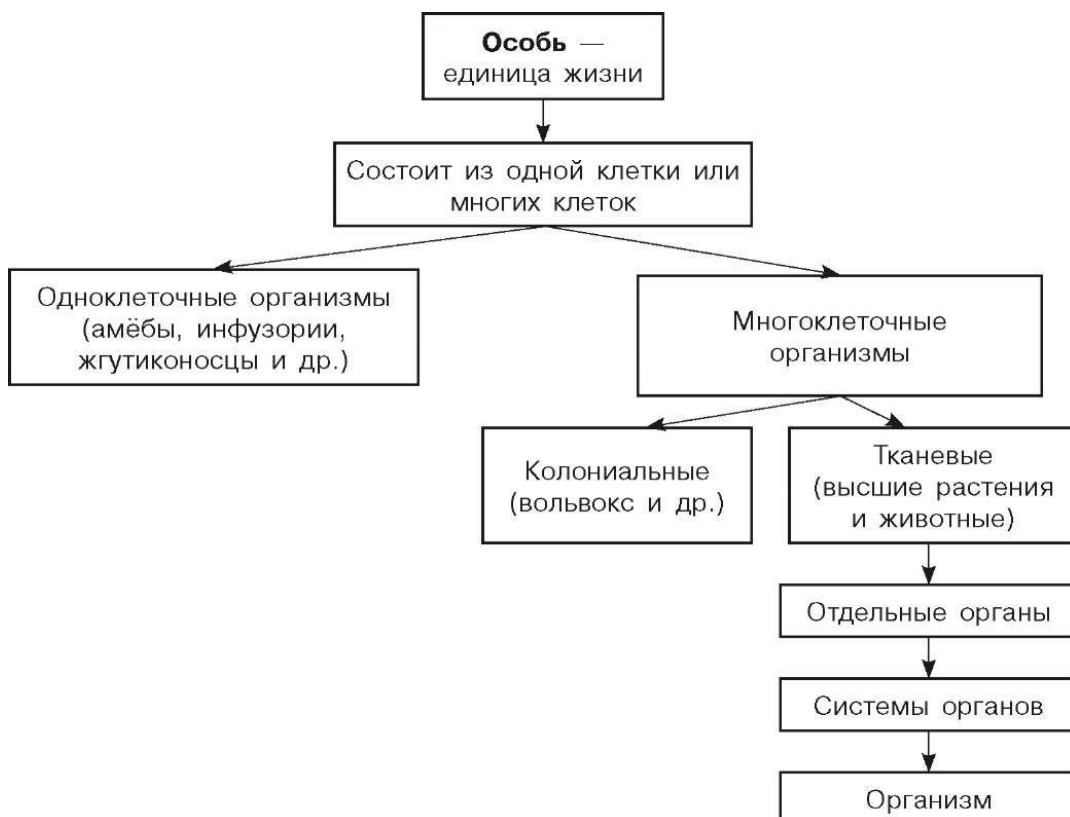 Особь —
единица жизни
Состоит из одной клетки или
многих клеток
Одноклеточные организмы
(амёбы, инфузории,
жгутиконосцы и др.)
Многоклеточные
организмы
Колониальные
(вольвокс и др.)
Тканевые
(высшие растения
и животные)
Отдельные органы
Системы органов
Организм